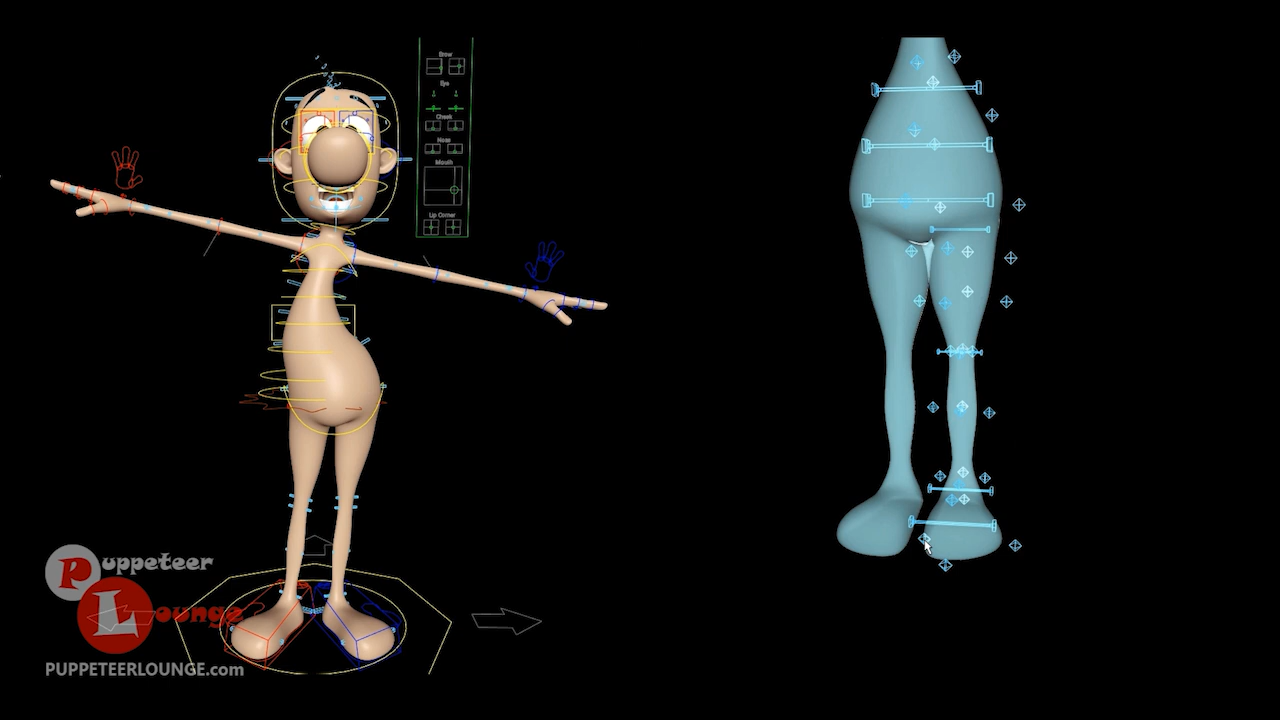 Brow
Eye
Cheek
Nose
Mouth
Lip Corner
Puppeteer
Lounge
PUPPETEERLOUNGE.com